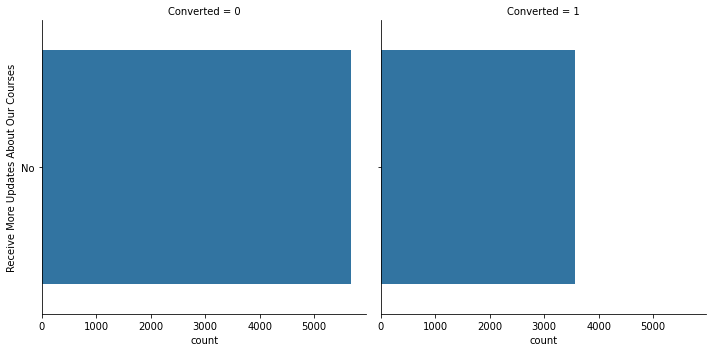 Converted = 0
Converted = 1
Receive More Updates About Our Courses
No
0 1000 2000 3000 4000 5000
0 1000 2000 3000 4000 5000
count
count